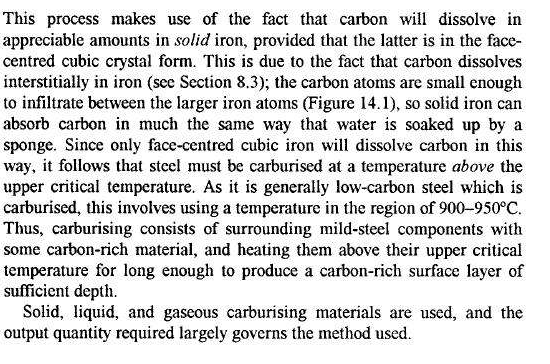 This process makes use of the fact that carbon will dissolve in
appreciable amounts in solid iron, provided that the latter is in the face-
centred cubic crystal form. This is due to the fact that carbon dissolves
interstitially in iron (see Section 8.3); the carbon atoms are small enough
to infiltrate between the larger iron atoms (Figure 14.1), so solid iron can
absorb carbon in much the same way that water is soaked up by a
sponge. Since only face-centred cubic iron will dissolve carbon in this
way, it follows that steel must be carburised at a temperature above the
upper critical temperature. As it is generally low-carbon steel which is
carburised, this involves using a temperature in the region of 900–950°C.
Thus, carburising consists of surrounding mild-steel components with
some carbon-rich material, and heating them above their upper critical
temperature for long enough to produce a carbon-rich surface layer of
sufficient depth.
Solid, liquid, and gaseous carburising materials are used, and the
output quantity required largely governs the method used.